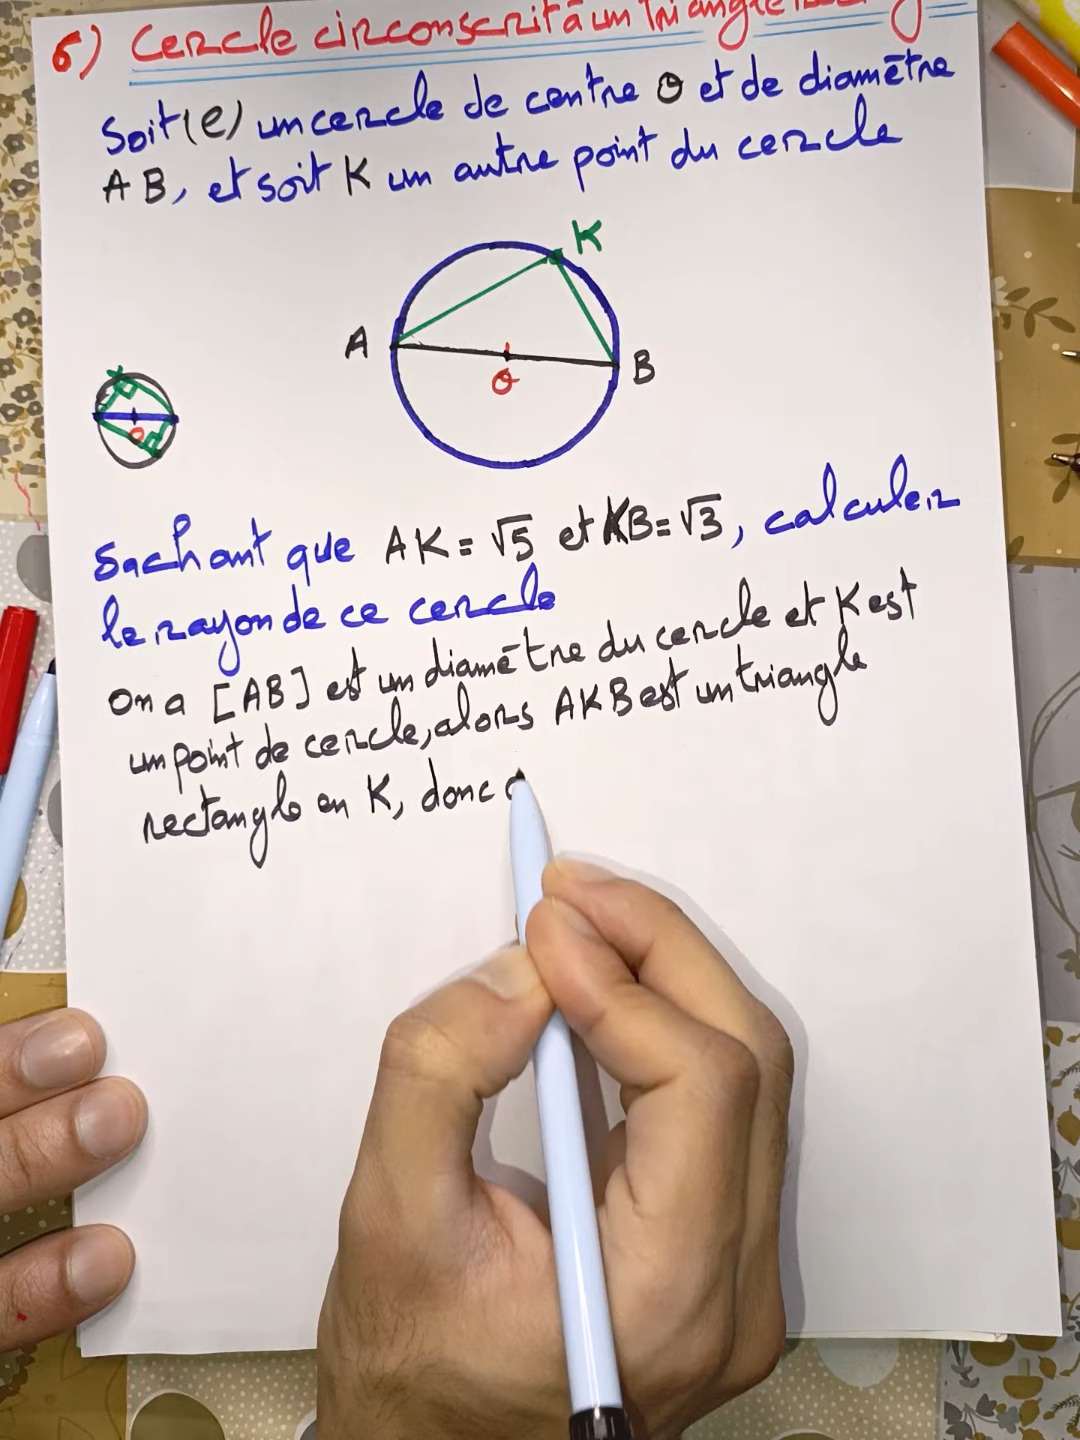 6) Cercle circonscrit à un Triangle
Soit (C) un cercle de centre O et de diamètre
AB, et soit K un autre point du cercle
K
A
O
B
O
Sachant que AK = √5 et KB = √3, calculer
le rayon de ce cercle
On a [AB] est un diamètre du cercle et K est
un point de cercle, alors AKB est un triangle
rectangle en K, donc